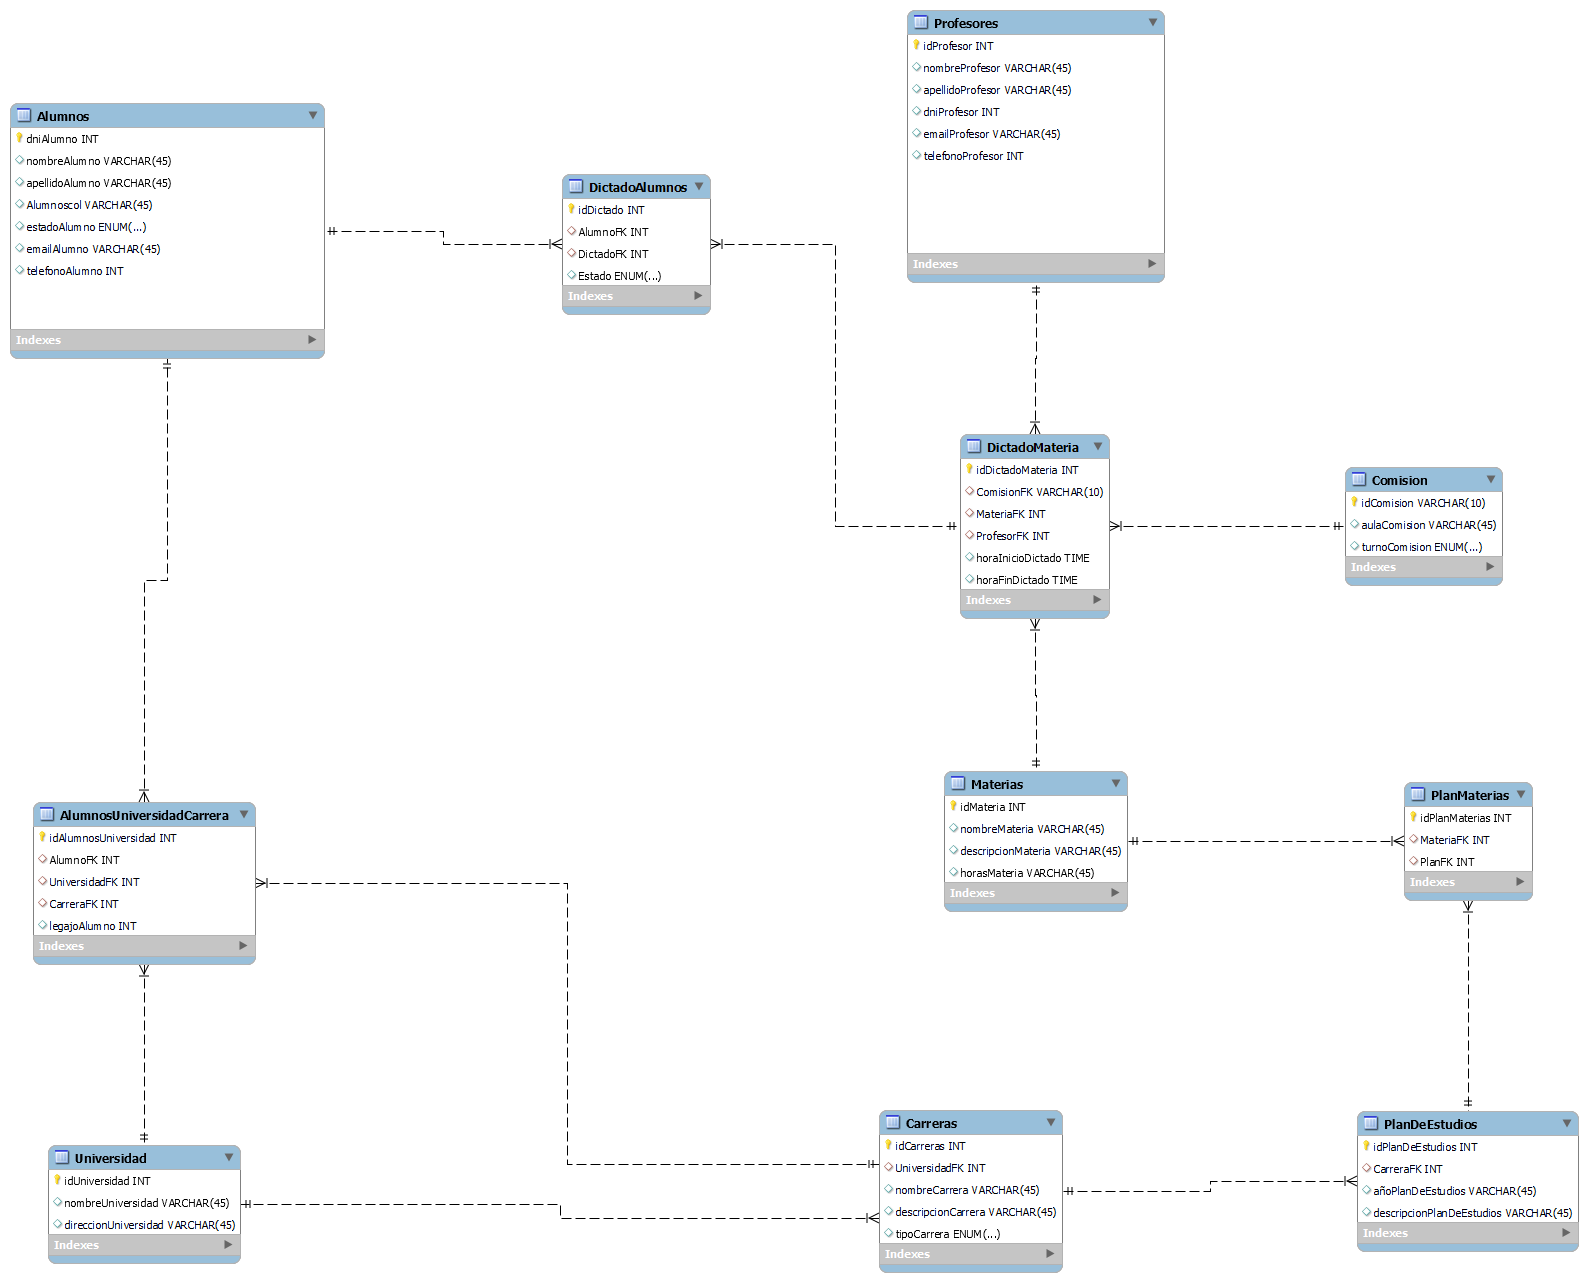 Profesores
idProfesor INT
nombreProfesor VARCHAR(45)
apellidoProfesor VARCHAR(45)
dniProfesor INT
emailProfesor VARCHAR(45)
telefonoProfesor INT
Indexes
Alumnos
dniAlumno INT
nombreAlumno VARCHAR(45)
apellidoAlumno VARCHAR(45)
Alumnoscol VARCHAR(45)
estadoAlumno ENUM(...)
emailAlumno VARCHAR(45)
telefonoAlumno INT
Indexes
DictadoAlumnos
idDictado INT
AlumnoFK INT
DictadoFK INT
Estado ENUM(...)
Indexes
DictadoMateria
idDictadoMateria INT
ComisionFK VARCHAR(10)
MateriaFK INT
ProfesorFK INT
horaInicioDictado TIME
horaFinDictado TIME
Indexes
Comision
idComision VARCHAR(10)
aulaComision VARCHAR(45)
turnoComision ENUM(...)
Indexes
Materias
idMateria INT
nombreMateria VARCHAR(45)
descripcionMateria VARCHAR(45)
horasMateria VARCHAR(45)
Indexes
PlanMaterias
idPlanMaterias INT
MateriaFK INT
PlanFK INT
Indexes
AlumnosUniversidadCarrera
idAlumnosUniversidad INT
AlumnoFK INT
UniversidadFK INT
CarreraFK INT
legajoAlumno INT
Indexes
Universidad
idUniversidad INT
nombreUniversidad VARCHAR(45)
direccionUniversidad VARCHAR(45)
Indexes
Carreras
idCarreras INT
UniversidadFK INT
nombreCarrera VARCHAR(45)
descripcionCarrera VARCHAR(45)
tipoCarrera ENUM(...)
Indexes
PlanDeEstudios
idPlanDeEstudios INT
CarreraFK INT
añoPlanDeEstudios VARCHAR(45)
descripcionPlanDeEstudios VARCHAR(45)
Indexes